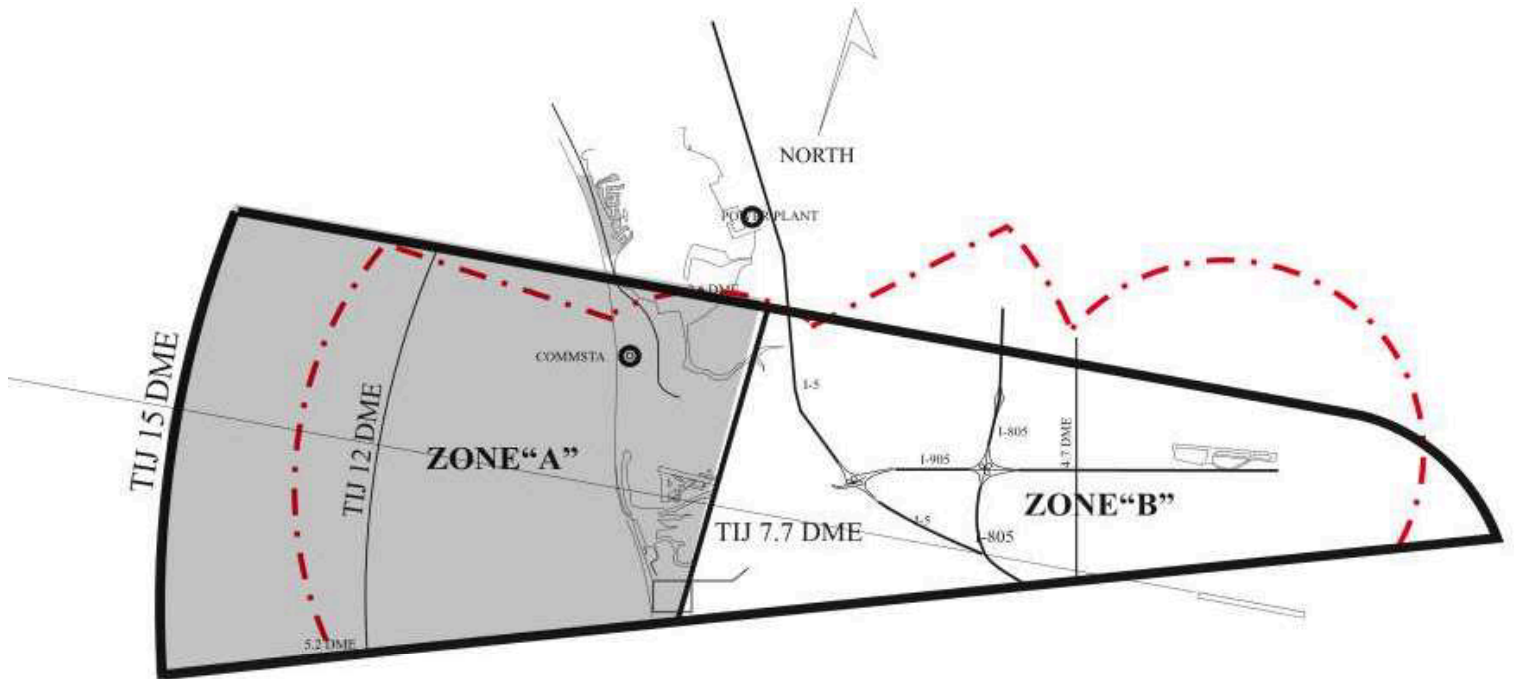 NORTH
POWER PLANT
DME
COMMSTA
TIJ 15 DME
TIJ 12 DME
ZONE“A”
I-5
I-805
I-905
4.7 DME
ZONE“B”
TIJ 7.7 DME
I-5
I-805
5.2 DME